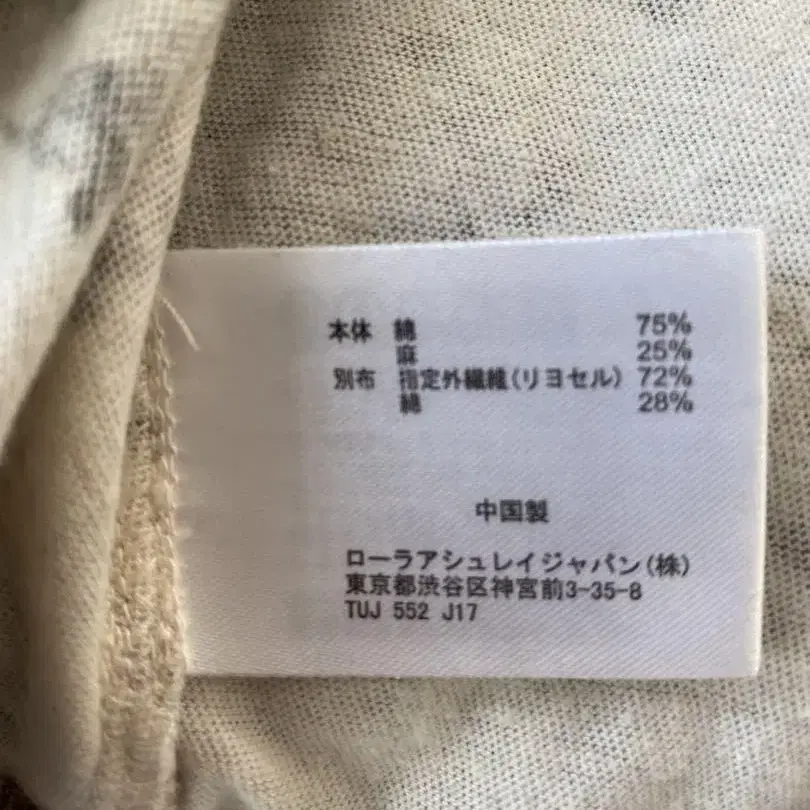 本体 綿 75%
麻 25%
別布 指定外繊維(リヨセル) 72%
綿 28%
中国製
ローラアシュレイジャパン(株)
東京都渋谷区神宮前3-35-8
TUJ 552 J17